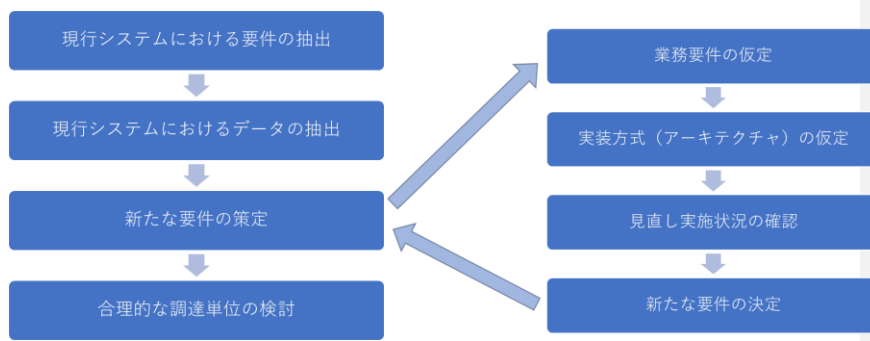 現行システムにおける要件の抽出
現行システムにおけるデータの抽出
新たな要件の策定
合理的な調達単位の検討
業務要件の仮定
実装方式（アーキテクチャ）の仮定
見直し実施状況の確認
新たな要件の決定